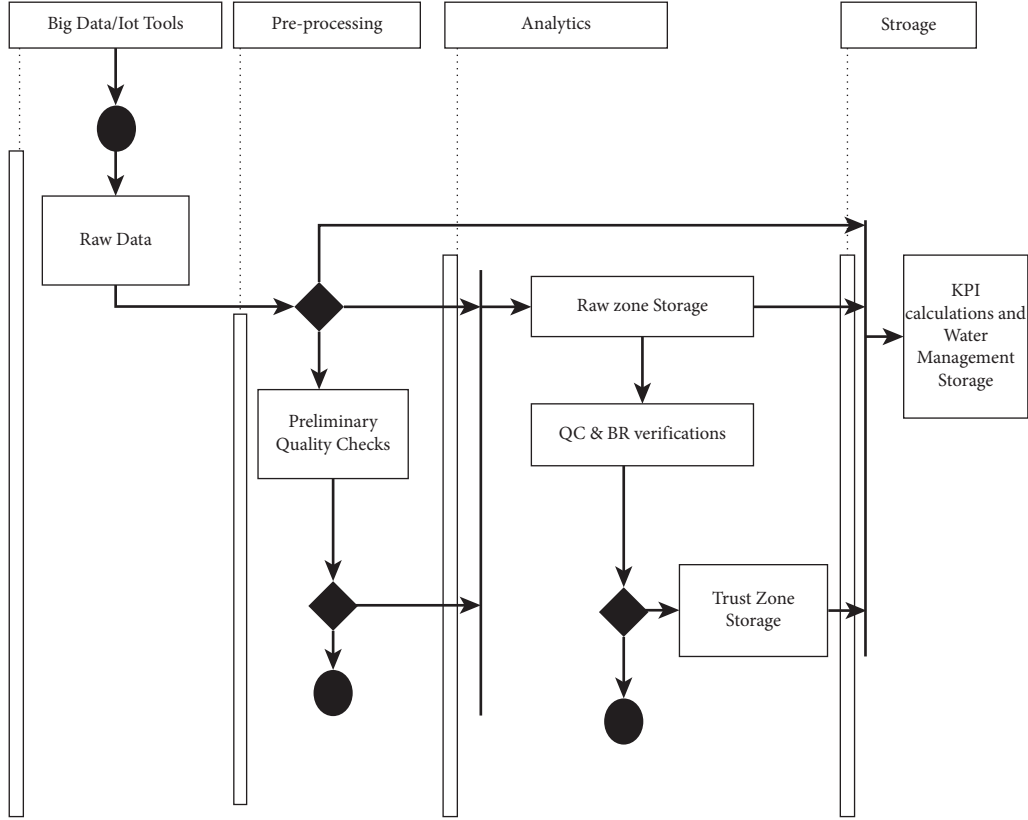 Big Data/Iot Tools
Pre-processing
Analytics
Stroage
Raw Data
Raw zone Storage
KPI
calculations and
Water
Management
Storage
Preliminary
Quality Checks
QC & BR verifications
Trust Zone
Storage